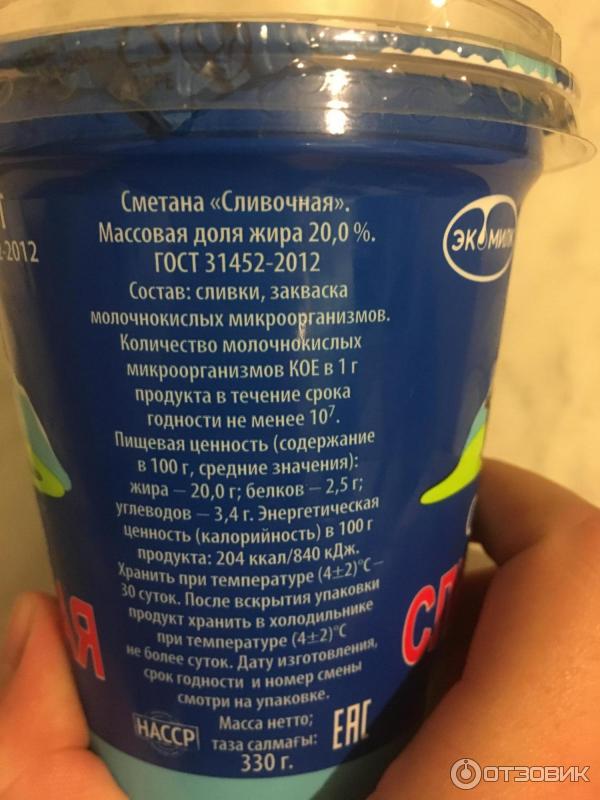 Сметана «Сливочная».
Массовая доля жира 20,0 %.
ГОСТ 31452-2012
Состав: сливки, закваска
молочнокислых микроорганизмов.
Количество молочнокислых
микроорганизмов КОЕ в 1 г
продукта в течение срока
годности не менее 10⁷.
Пищевая ценность (содержание
в 100 г, средние значения):
жира – 20,0 г; белков – 2,5 г;
углеводов – 3,4 г. Энергетическая
ценность (калорийность) в 100 г
продукта: 204 ккал/840 кДж.
Хранить при температуре (4±2)°С –
30 суток. После вскрытия упаковки
продукт хранить в холодильнике
при температуре (4±2)°С
не более суток. Дату изготовления,
срок годности и номер смены
смотри на упаковке.
Масса нетто;
таза салмағы:
330 г.
HACCP
EAC
ЭКОМИЛК
2012
ОТЗОВИК